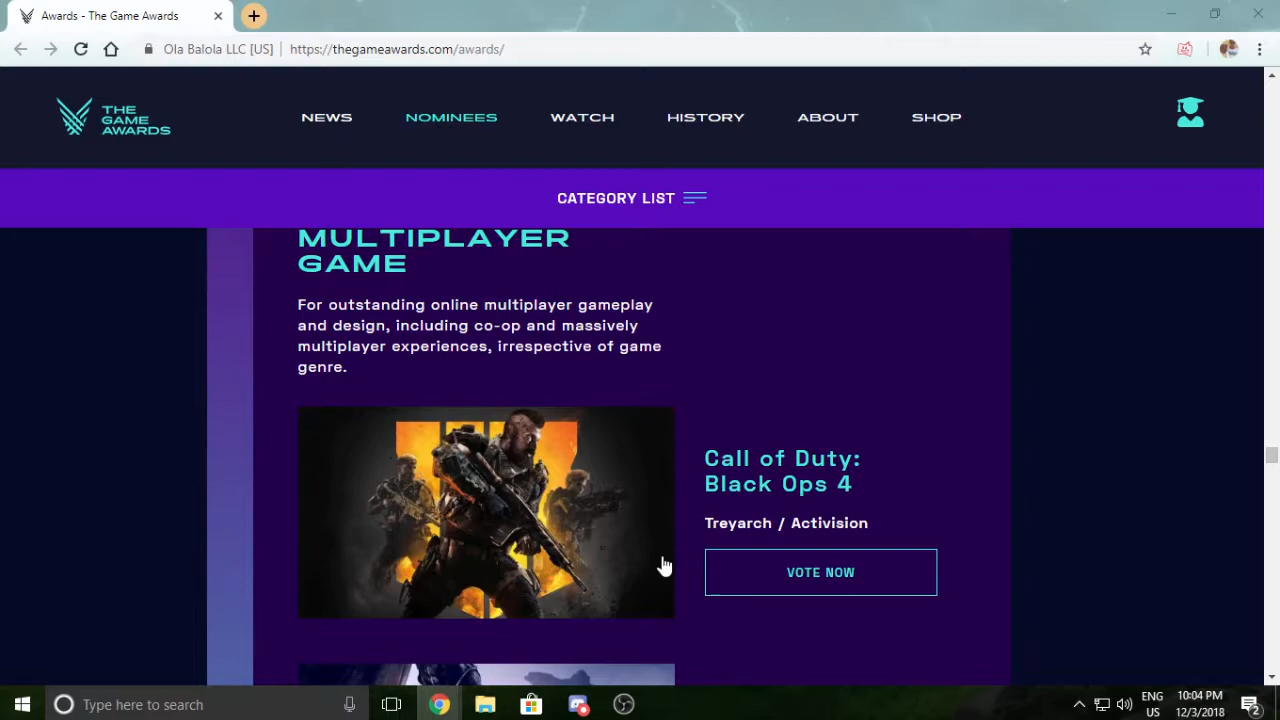 Awards - The Game Awards
Ola Balola LLC [US] | https://thegameawards.com/awards/
THE
GAME
AWARDS
NEWS
NOMINEES
WATCH
HISTORY
ABOUT
SHOP
CATEGORY LIST
MULTIPLAYER
GAME
For outstanding online multiplayer gameplay
and design, including co-op and massively
multiplayer experiences, irrespective of game
genre.
Call of Duty:
Black Ops 4
Treyarch / Activision
VOTE NOW
Type here to search
ENG
US
10:04 PM
12/3/2018
2